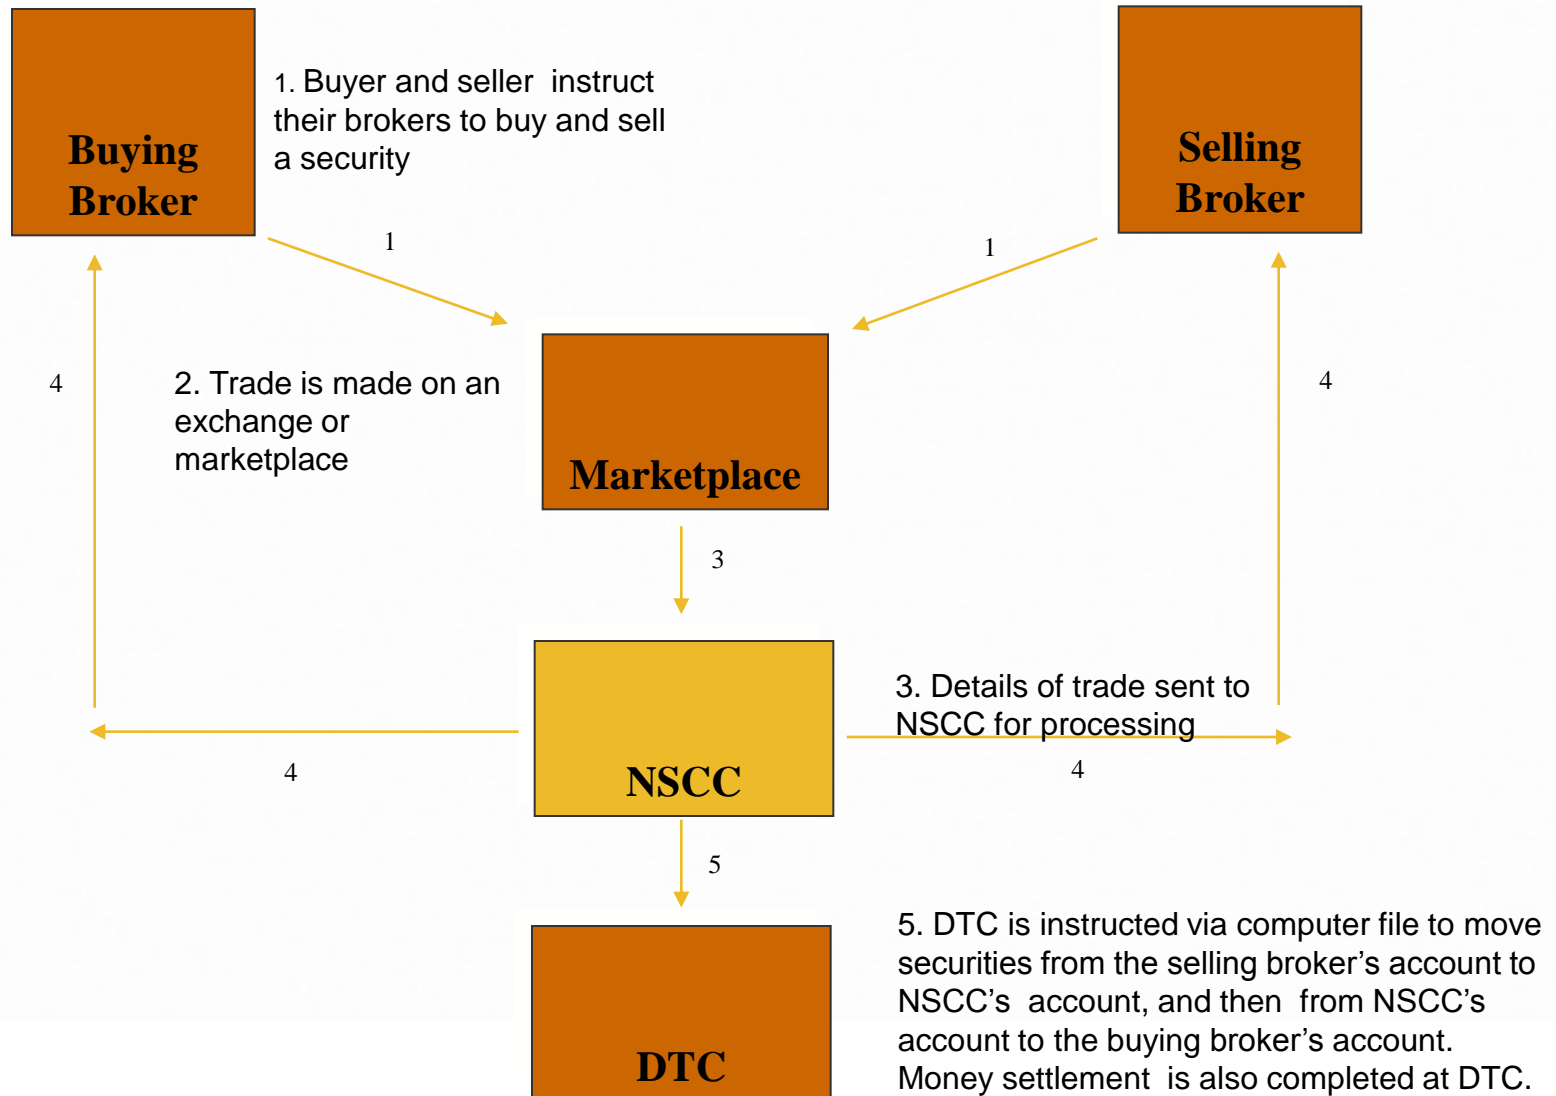 Buying
Broker
1. Buyer and seller  instruct
their brokers to buy and sell
a security
Selling
Broker
1
1
4
2. Trade is made on an
exchange or
marketplace
4
Marketplace
3
3. Details of trade sent to
NSCC for processing
4
NSCC
4
5
5. DTC is instructed via computer file to move
securities from the selling broker’s account to
NSCC’s  account, and then  from NSCC’s
account to the buying broker’s account.
Money settlement  is also completed at DTC.
DTC